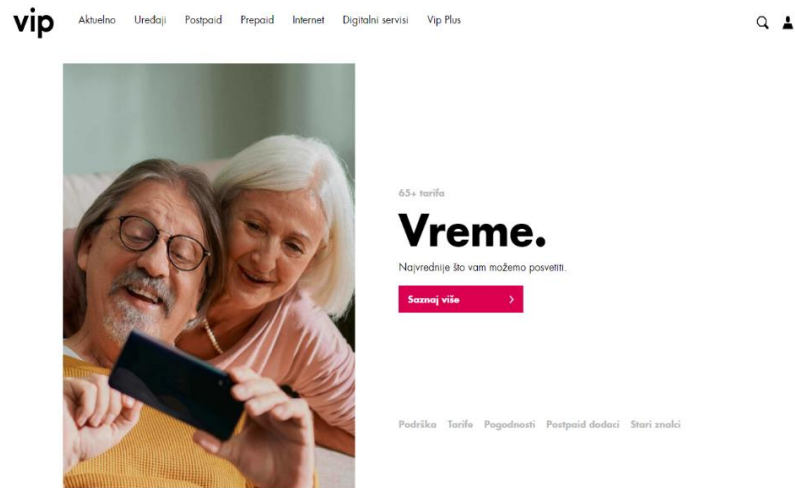 vip Aktuelno Uređaji Postpaid Prepaid Internet Digitalni servisi Vip Plus
65+ tarifa
Vreme.
Najvrednije što vam možemo posvetiti.
Saznaj više
Podrška Tarife Pogodnosti Postpaid dodaci Stari znalci